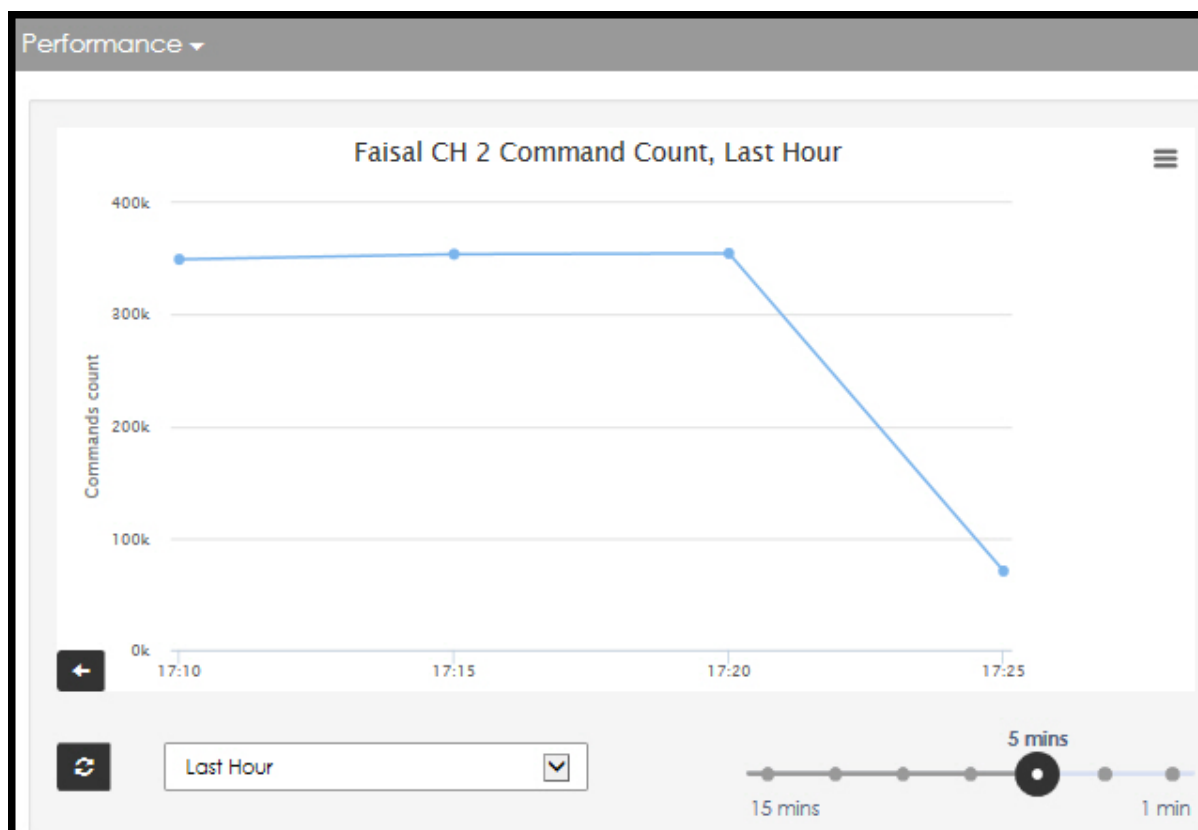 Performance
Faisal CH 2 Command Count, Last Hour
400k
300k
200k
100k
0k
Commands count
17:10
17:15
17:20
17:25
Last Hour
5 mins
15 mins
1 min